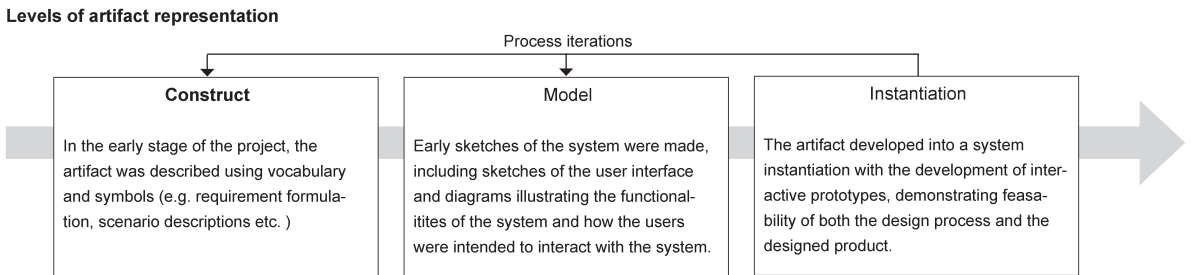 Levels of artifact representation
Process iterations
Construct
In the early stage of the project, the
artifact was described using vocabulary
and symbols (e.g. requirement formula-
tion, scenario descriptions etc. )
Model
Early sketches of the system were made,
including sketches of the user interface
and diagrams illustrating the functional-
itites of the system and how the users
were intended to interact with the system.
Instantiation
The artifact developed into a system
instantiation with the development of inter-
active prototypes, demonstrating feasa-
bility of both the design process and the
designed product.